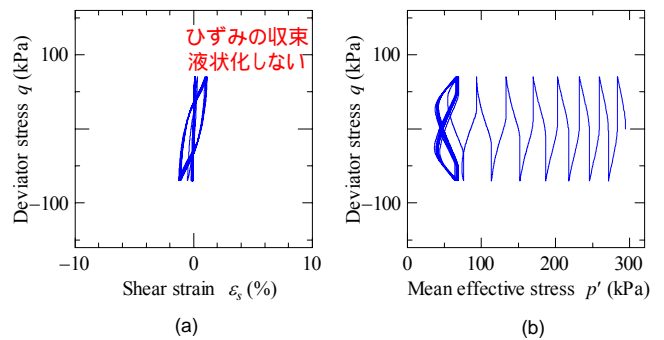 ひずみの収束
液状化しない
100
–100
Deviator stress q (kPa)
–10
0
10
Shear strain εs (%)
(a)
100
–100
Deviator stress q (kPa)
0
100
200
300
Mean effective stress p′ (kPa)
(b)